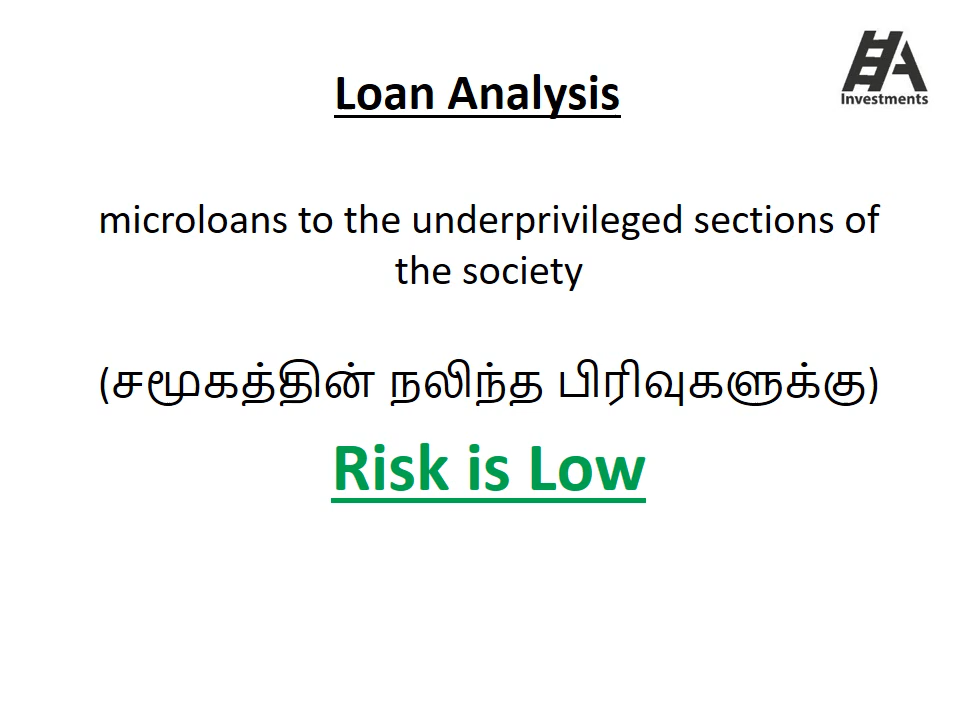 Investments
Loan Analysis
microloans to the underprivileged sections of
the society
(சமூகத்தின் நலிந்த பிரிவுகளுக்கு)
Risk is Low